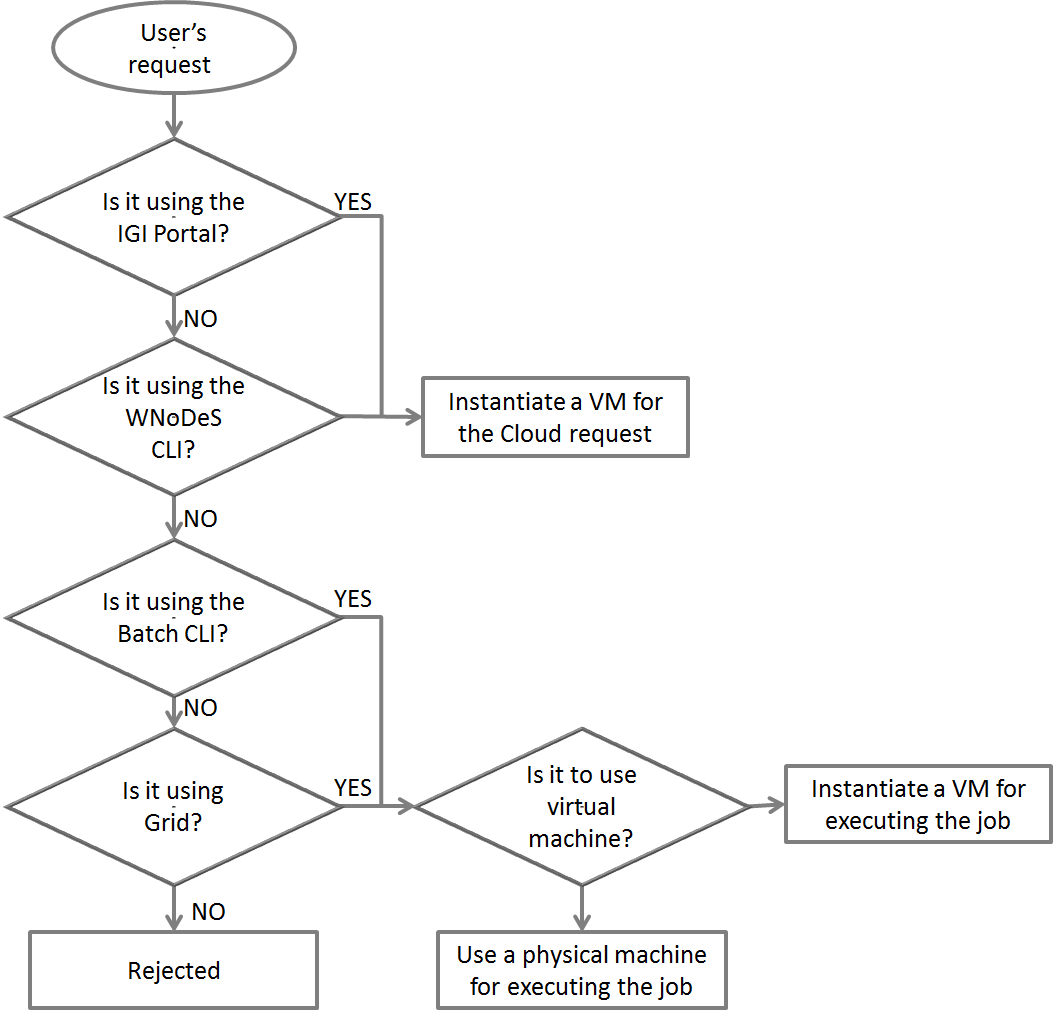 User's
request
Is it using the
IGI Portal?
YES
NO
Is it using the
WNoDeS
CLI?
Instantiate a VM for
the Cloud request
NO
Is it using the
Batch CLI?
YES
NO
Is it using
Grid?
YES
Is it to use
virtual
machine?
Instantiate a VM for
executing the job
NO
Rejected
Use a physical machine
for executing the job